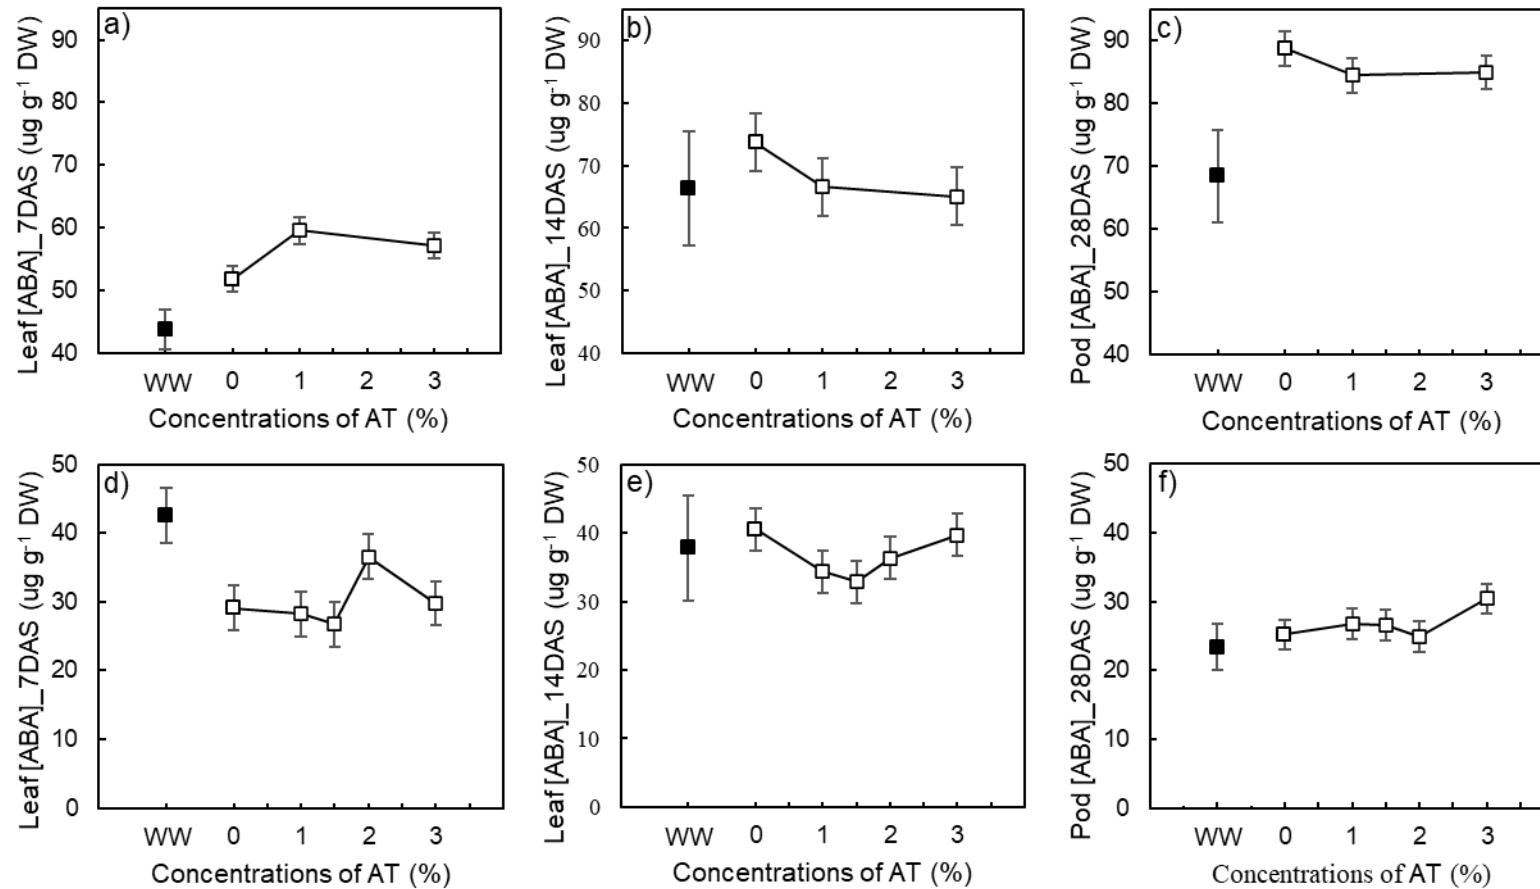 a)
Leaf [ABA]_7DAS (ug g⁻¹ DW)
90
80
70
60
50
40
WW 0 1 2 3
Concentrations of AT (%)
b)
Leaf [ABA]_14DAS (ug g⁻¹ DW)
90
80
70
60
50
40
WW 0 1 2 3
Concentrations of AT (%)
c)
Pod [ABA]_28DAS (ug g⁻¹ DW)
90
80
70
60
50
40
WW 0 1 2 3
Concentrations of AT (%)
d)
Leaf [ABA]_7DAS (ug g⁻¹ DW)
50
40
30
20
10
0
WW 0 1 2 3
Concentrations of AT (%)
e)
Leaf [ABA]_14DAS (ug g⁻¹ DW)
50
40
30
20
10
0
WW 0 1 2 3
Concentrations of AT (%)
f)
Pod [ABA]_28DAS (ug g⁻¹ DW)
50
40
30
20
10
0
WW 0 1 2 3
Concentrations of AT (%)